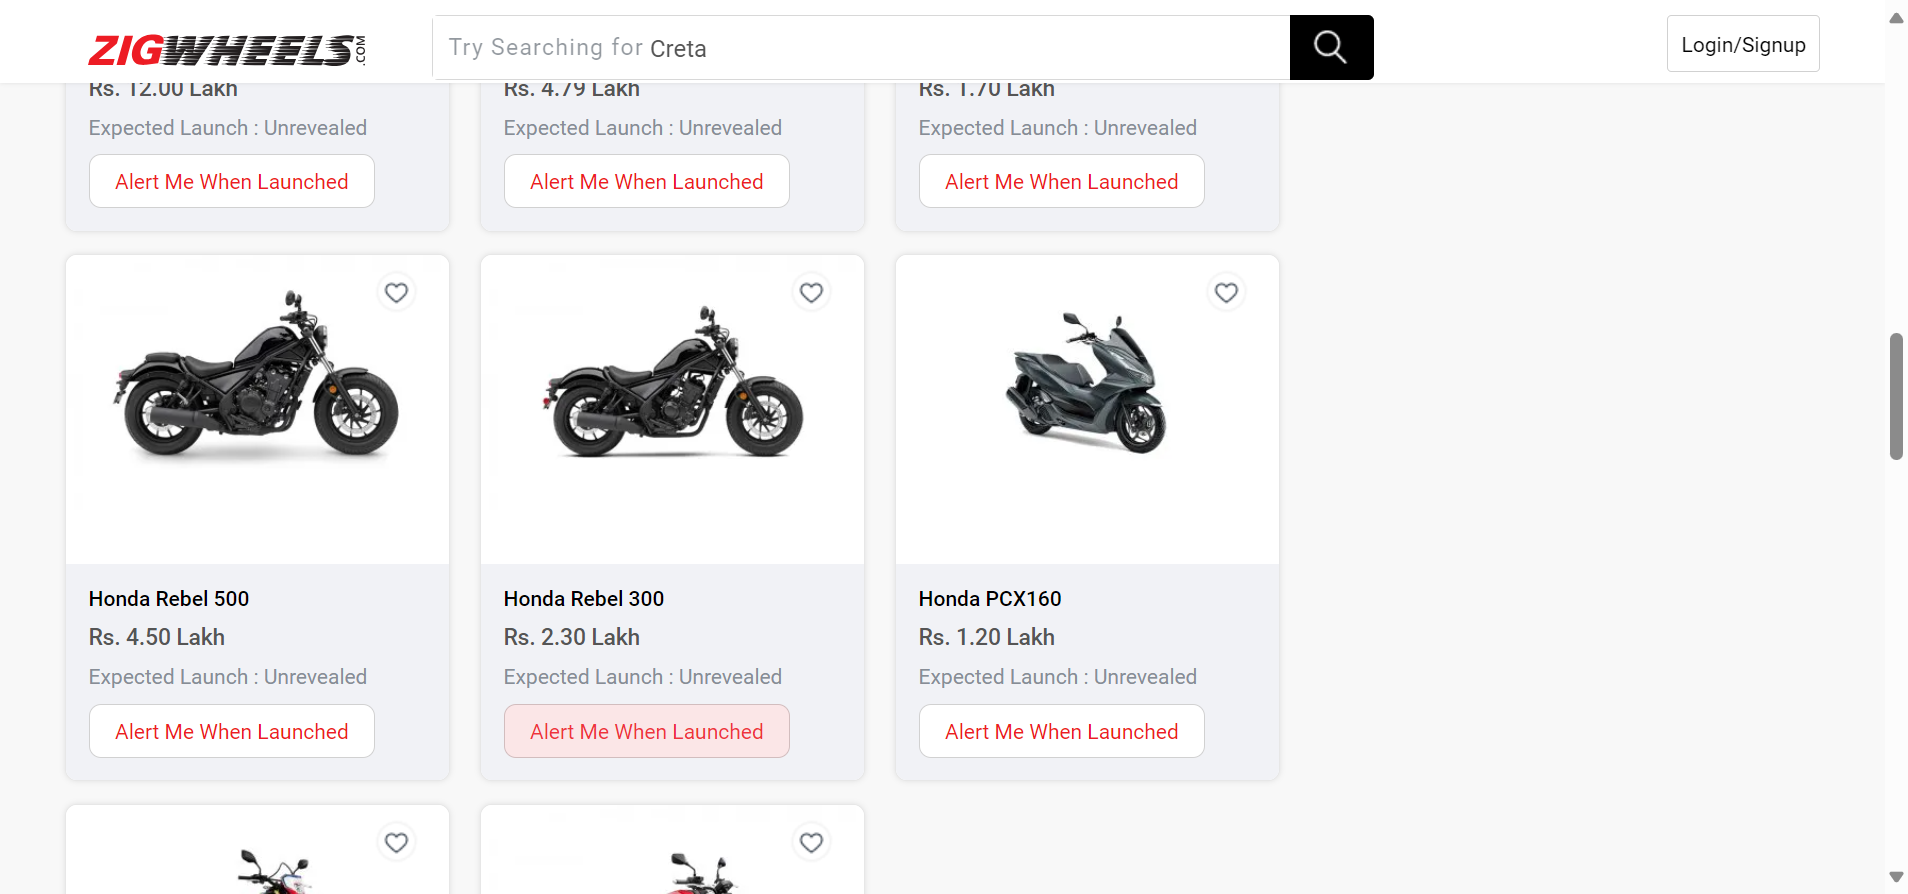 ZIGWHEELS.COM
Try Searching for Creta
Login/Signup
Rs. 12.00 Lakh
Expected Launch : Unrevealed
Alert Me When Launched
Rs. 4.79 Lakh
Expected Launch : Unrevealed
Alert Me When Launched
Rs. 1.70 Lakh
Expected Launch : Unrevealed
Alert Me When Launched
Honda Rebel 500
Rs. 4.50 Lakh
Expected Launch : Unrevealed
Alert Me When Launched
Honda Rebel 300
Rs. 2.30 Lakh
Expected Launch : Unrevealed
Alert Me When Launched
Honda PCX160
Rs. 1.20 Lakh
Expected Launch : Unrevealed
Alert Me When Launched